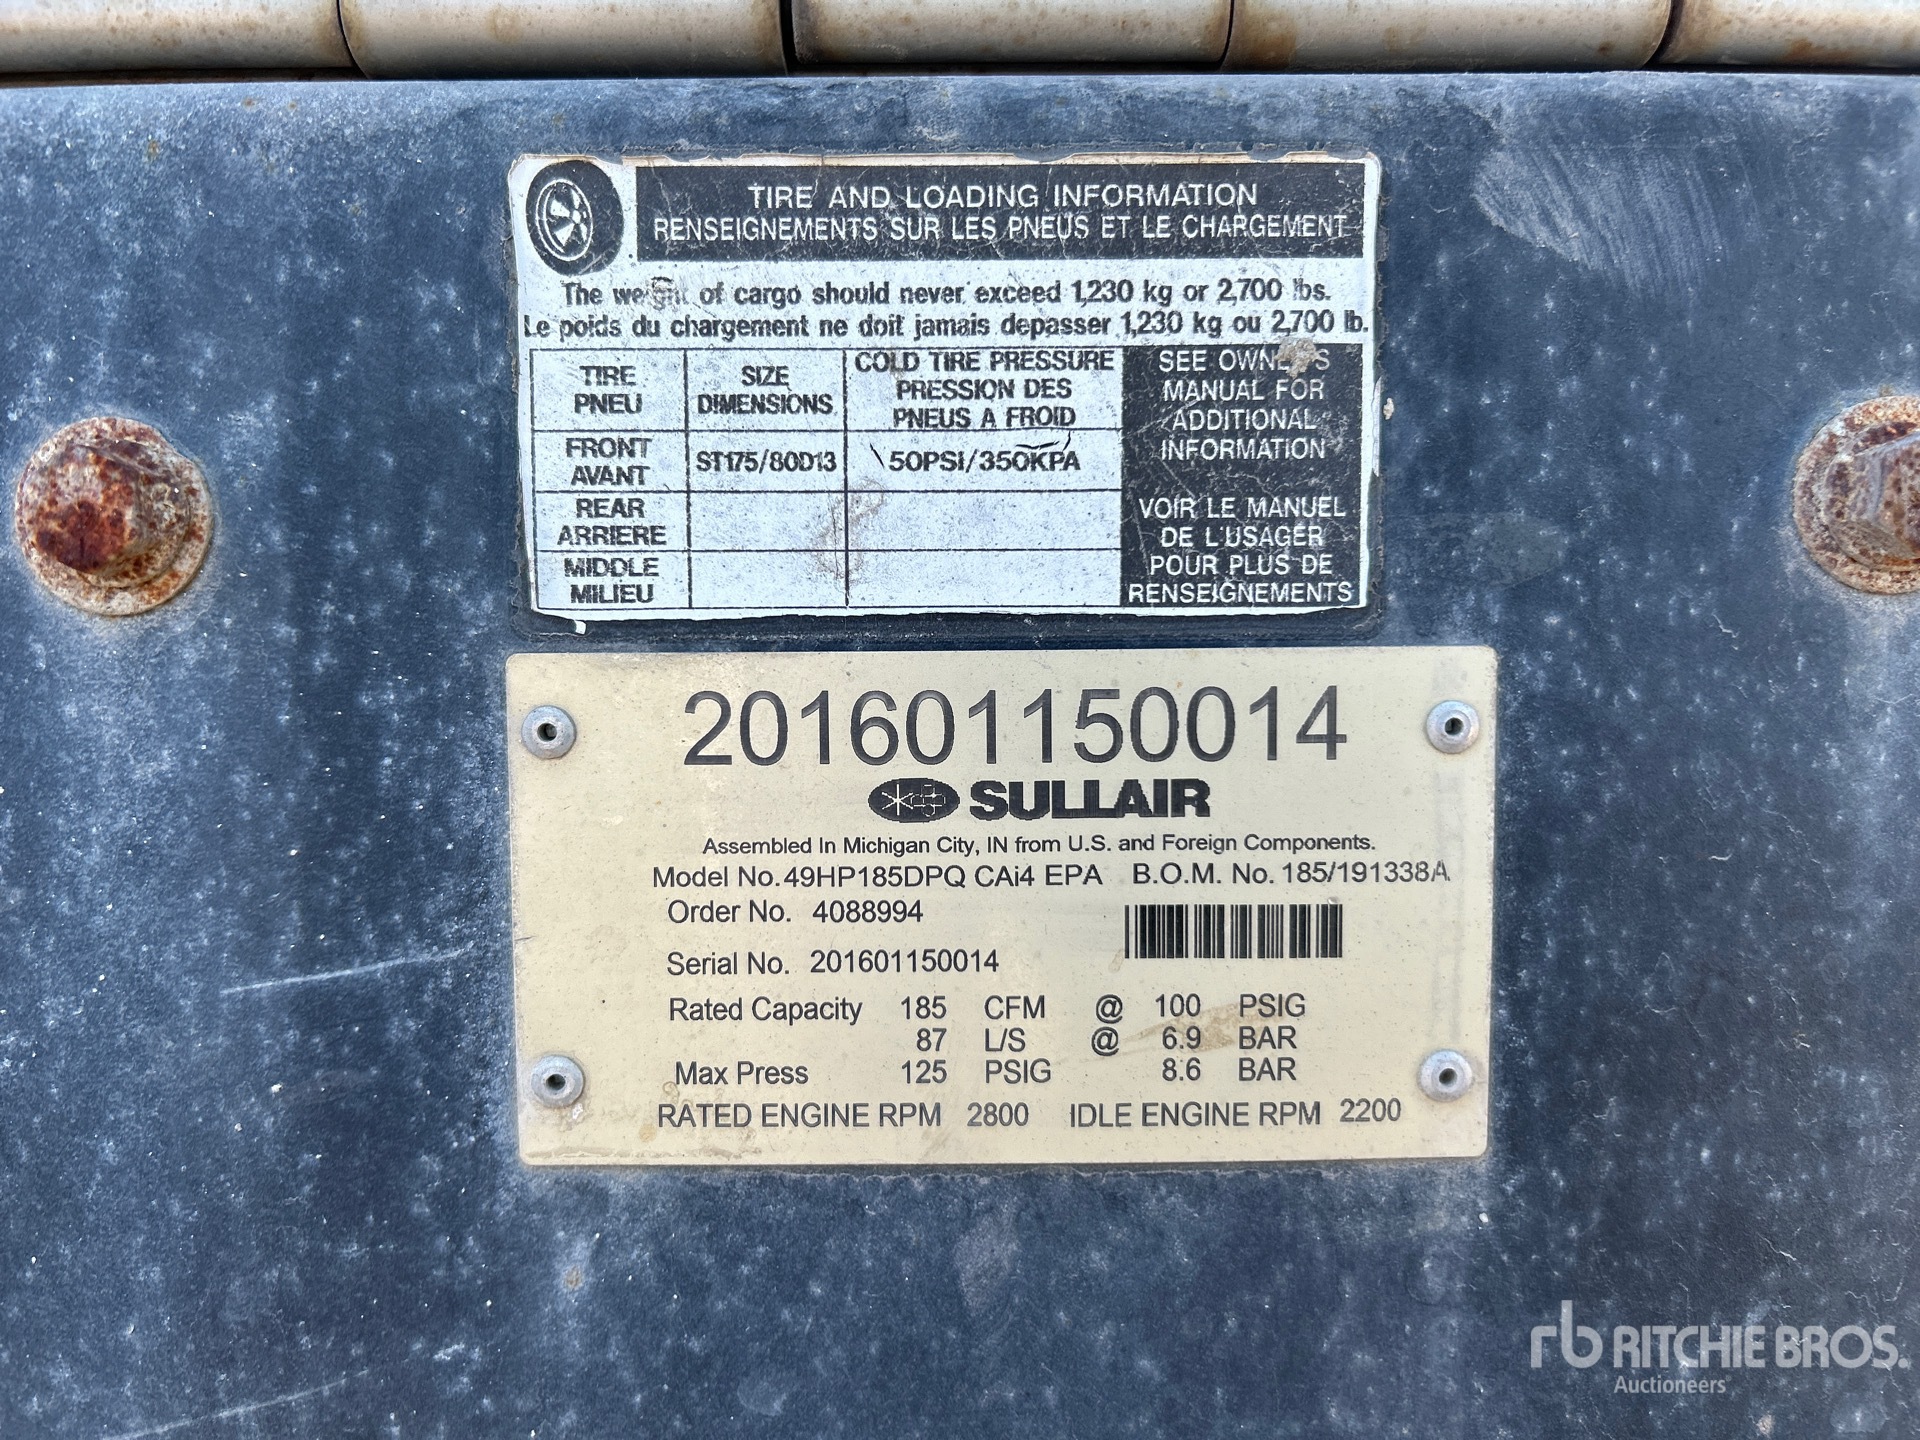 TIRE AND LOADING INFORMATION
RENSEIGNEMENTS SUR LES PNEUS ET LE CHARGEMENT
The weight of cargo should never exceed 1,230 kg or 2,700 lbs.
Le poids du chargement ne doit jamais depasser 1,230 kg ou 2,700 lb.
TIRE
PNEU
SIZE
DIMENSIONS
COLD TIRE PRESSURE
PRESSION DES
PNEUS A FROID
FRONT
AVANT
ST175/80D13
50PSI/350KPA
REAR
ARRIERE
MIDDLE
MILIEU
SEE OWNER'S
MANUAL FOR
ADDITIONAL
INFORMATION
VOIR LE MANUEL
DE L'USAGER
POUR PLUS DE
RENSEIGNEMENTS
201601150014
SULLAIR
Assembled In Michigan City, IN from U.S. and Foreign Components.
Model No. 49HP185DPQ CAi4 EPA B.O.M. No. 185/191338A
Order No. 4088994
Serial No. 201601150014
Rated Capacity 185 CFM @ 100 PSIG
87 L/S @ 6.9 BAR
Max Press 125 PSIG 8.6 BAR
RATED ENGINE RPM 2800 IDLE ENGINE RPM 2200
rb RITCHIE BROS.
Auctioneers